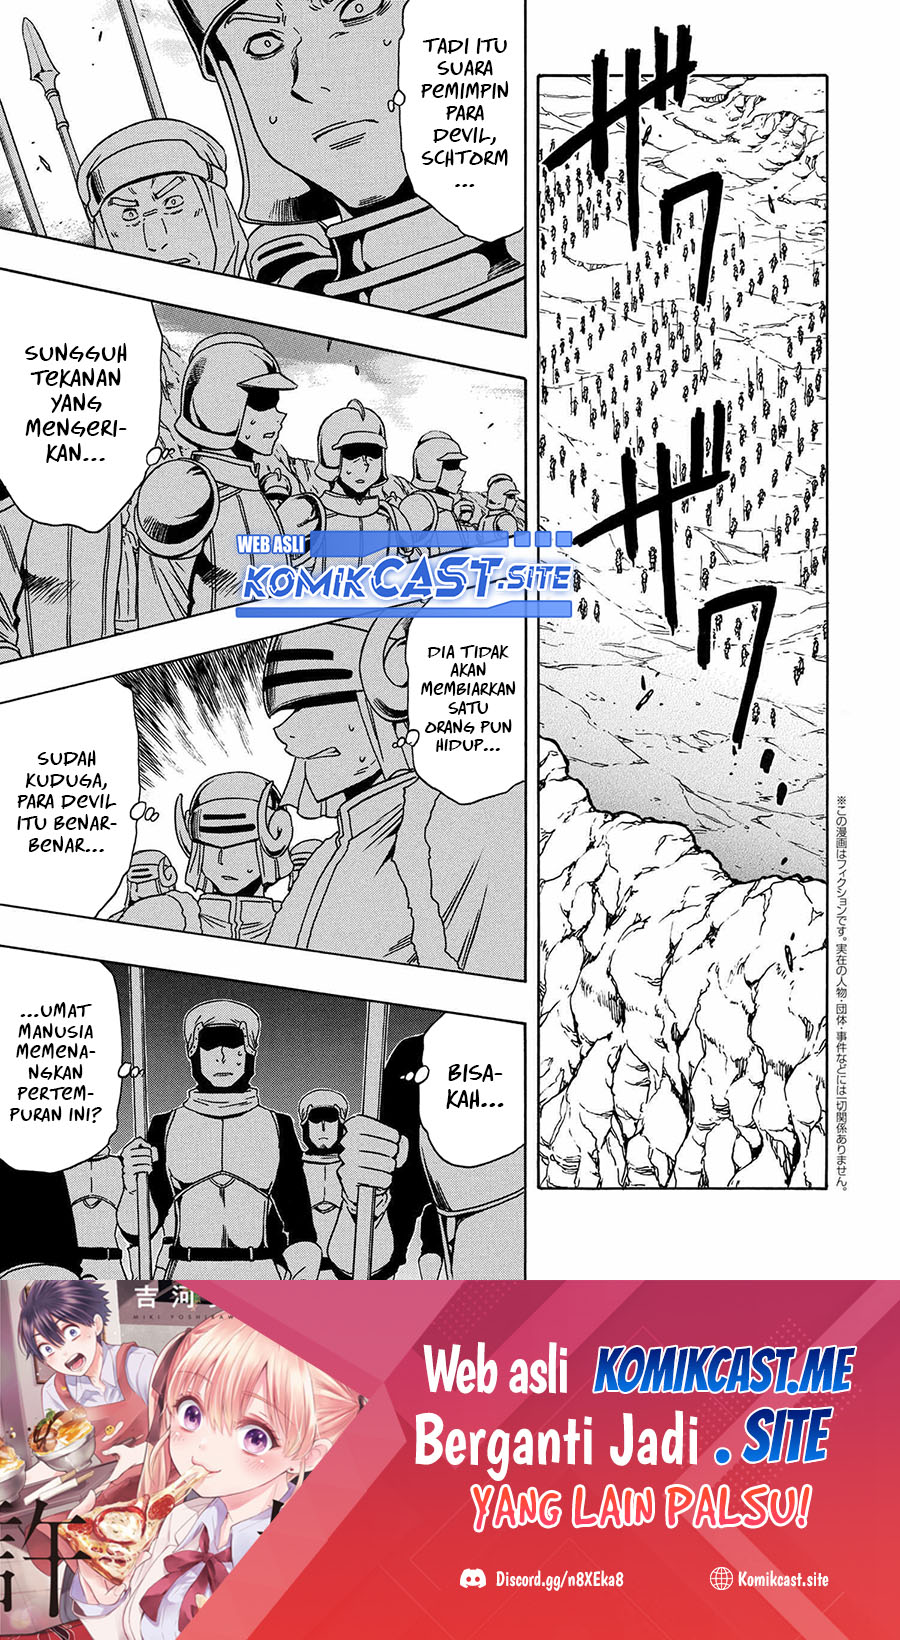 ザワ
ザワ
TADI ITU
SUARA
PEMIMPIN
PARA
DEVIL,
SCHTORM
...
SUNGGUH
TEKANAN
YANG
MENGERI-
KAN...
WEB ASLI
KOMIKCAST.SITE
DIA TIDAK
AKAN
MEMBIARKAN
SATU
ORANG PUN
HIDUP...
SUDAH
KUDUGA,
PARA DEVIL
ITU BENAR-
BENAR...
※この漫画はフィクションです。実在の人物・団体・事件などには一切関係ありません。
BISA-
KAH...
...UMAT
MANUSIA
MEMENA-
NGKAN
PERTEM-
PURAN INI?
吉河
MIKI YOSHIKAW
許
Web asli KOMIKCAST.ME
Berganti Jadi .SITE
YANG LAIN PALSU!
Discord.gg/n8XEka8
Komikcast.site